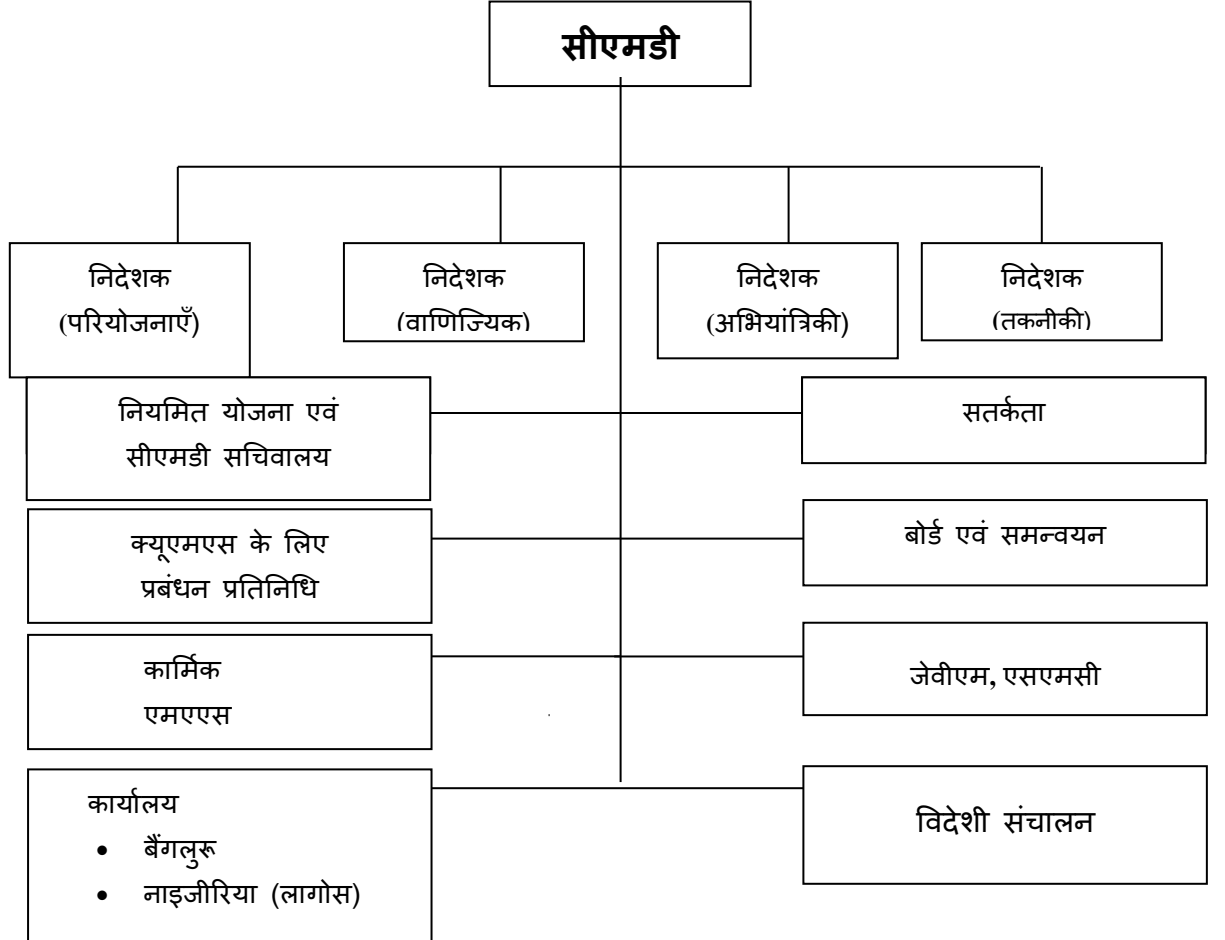 सीएमडी
निदेशक
(परियोजनाएँ)
निदेशक
(वाणिज्यिक)
निदेशक
(अभियांत्रिकी)
निदेशक
(तकनीकी)
नियमित योजना एवं
सीएमडी सचिवालय
सतर्कता
क्यूएमएस के लिए
प्रबंधन प्रतिनिधि
बोर्ड एवं समन्वयन
कार्मिक
एमएएस
जेवीएम, एसएमसी
कार्यालय
• बैंगलुरू
• नाइजीरिया (लागोस)
विदेशी संचालन